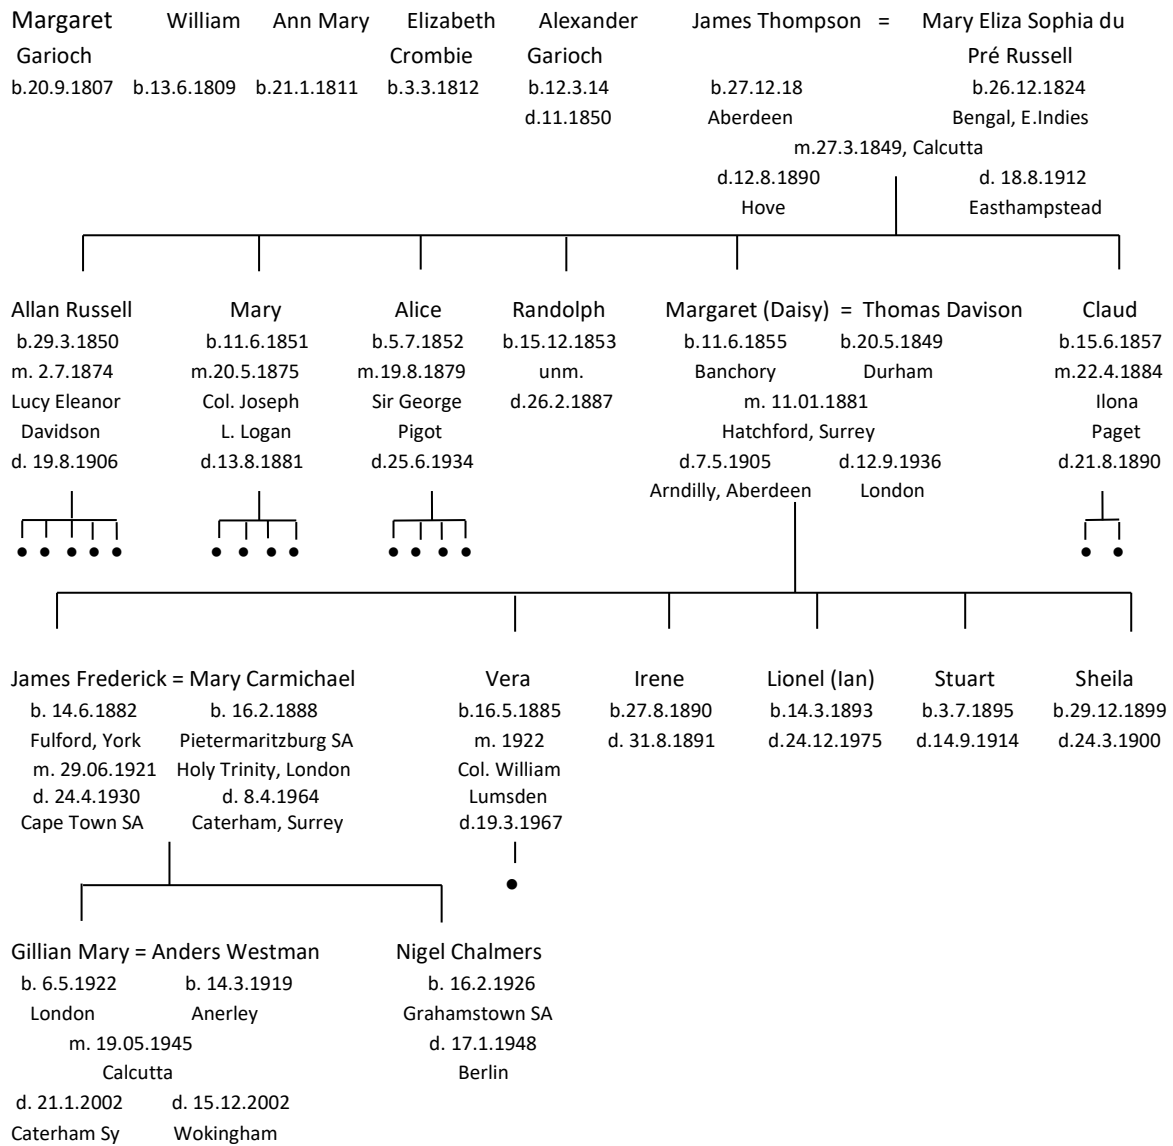 Margaret William Ann Mary Elizabeth Alexander James Thompson = Mary Eliza Sophia du
Garioch Crombie Garioch Pré Russell
b.20.9.1807 b.13.6.1809 b.21.1.1811 b.3.3.1812 b.12.3.14 b.27.12.18 b.26.12.1824
d.11.1850 Aberdeen Bengal, E.Indies
m.27.3.1849, Calcutta
d.12.8.1890 d. 18.8.1912
Hove Easthampstead
Allan Russell Mary Alice Randolph Margaret (Daisy) = Thomas Davison Claud
b.29.3.1850 b.11.6.1851 b.5.7.1852 b.15.12.1853 b.11.6.1855 b.20.5.1849 b.15.6.1857
m. 2.7.1874 m.20.5.1875 m.19.8.1879 unm. Banchory Durham m.22.4.1884
Lucy Eleanor Col. Joseph Sir George d.26.2.1887 m. 11.01.1881 Ilona
Davidson L. Logan Pigot Hatchford, Surrey Paget
d. 19.8.1906 d.13.8.1881 d.25.6.1934 d.7.5.1905 d.12.9.1936 d.21.8.1890
Arndilly, Aberdeen London
James Frederick = Mary Carmichael Vera Irene Lionel (Ian) Stuart Sheila
b. 14.6.1882 b. 16.2.1888 b.16.5.1885 b.27.8.1890 b.14.3.1893 b.3.7.1895 b.29.12.1899
Fulford, York Pietermaritzburg SA m. 1922 d. 31.8.1891 d.24.12.1975 d.14.9.1914 d.24.3.1900
m. 29.06.1921 Holy Trinity, London Col. William
d. 24.4.1930 d. 8.4.1964 Lumsden
Cape Town SA Caterham, Surrey d.19.3.1967
Gillian Mary = Anders Westman Nigel Chalmers
b. 6.5.1922 b. 14.3.1919 b. 16.2.1926
London Anerley Grahamstown SA
m. 19.05.1945 d. 17.1.1948
Calcutta Berlin
d. 21.1.2002 d. 15.12.2002
Caterham Sy Wokingham